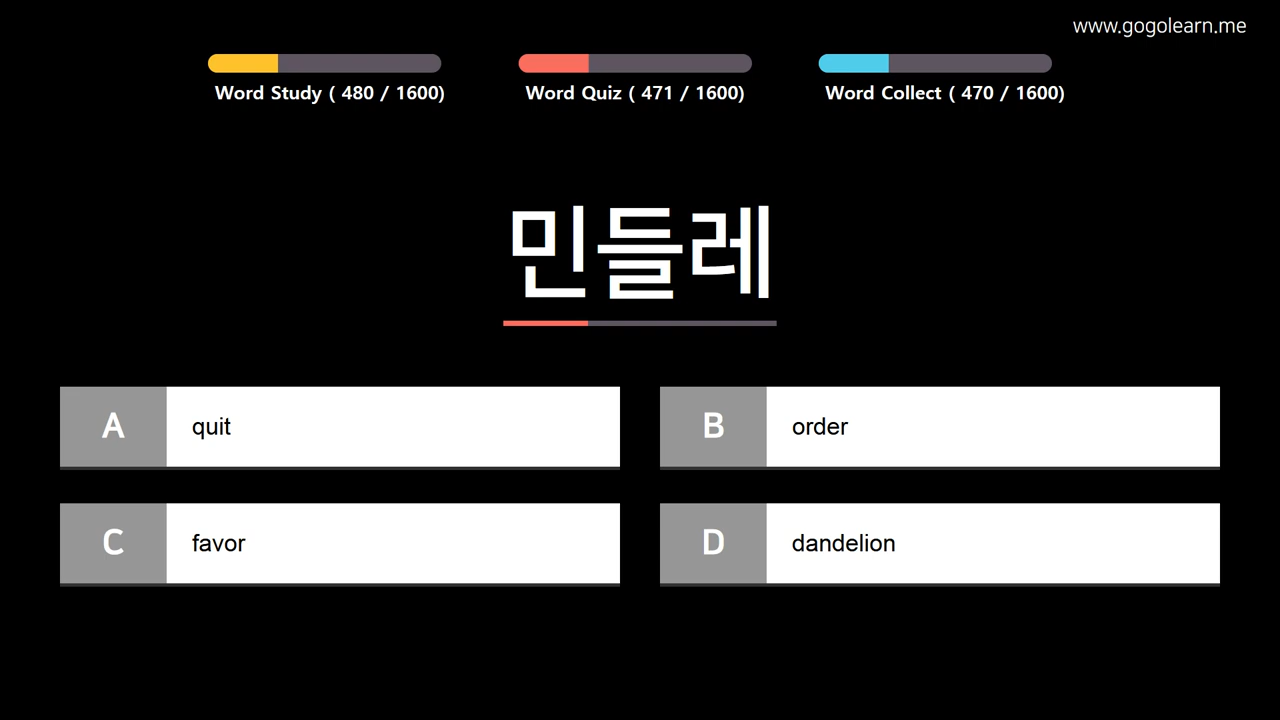 www.gogolearn.me
Word Study ( 480 / 1600)
Word Quiz ( 471 / 1600)
Word Collect ( 470 / 1600)
민들레
A quit
B order
C favor
D dandelion